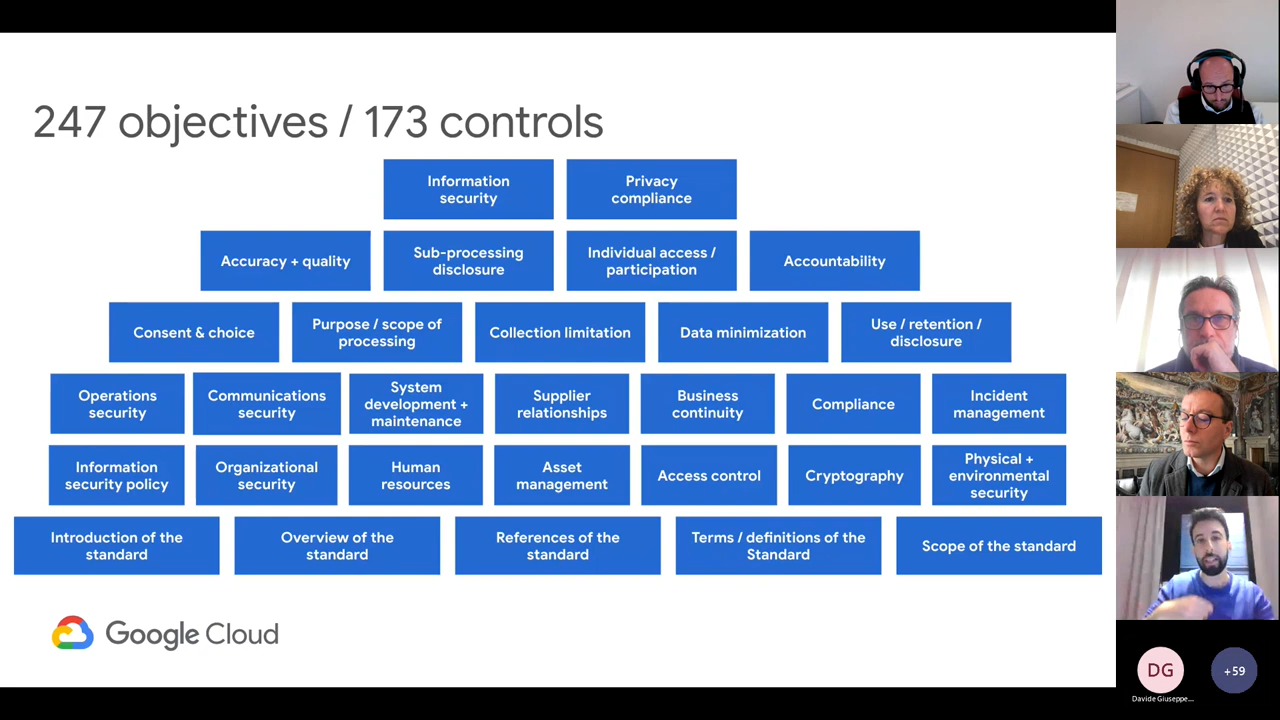 247 objectives / 173 controls
Information
security
Privacy
compliance
Accuracy + quality
Sub-processing
disclosure
Individual access /
participation
Accountability
Consent & choice
Purpose / scope of
processing
Collection limitation
Data minimization
Use / retention /
disclosure
Operations
security
Communications
security
System
development +
maintenance
Supplier
relationships
Business
continuity
Compliance
Incident
management
Information
security policy
Organizational
security
Human
resources
Asset
management
Access control
Cryptography
Physical +
environmental
security
Introduction of the
standard
Overview of the
standard
References of the
standard
Terms / definitions of the
Standard
Scope of the standard
Google Cloud
DG
+59
Davide Giuseppe...